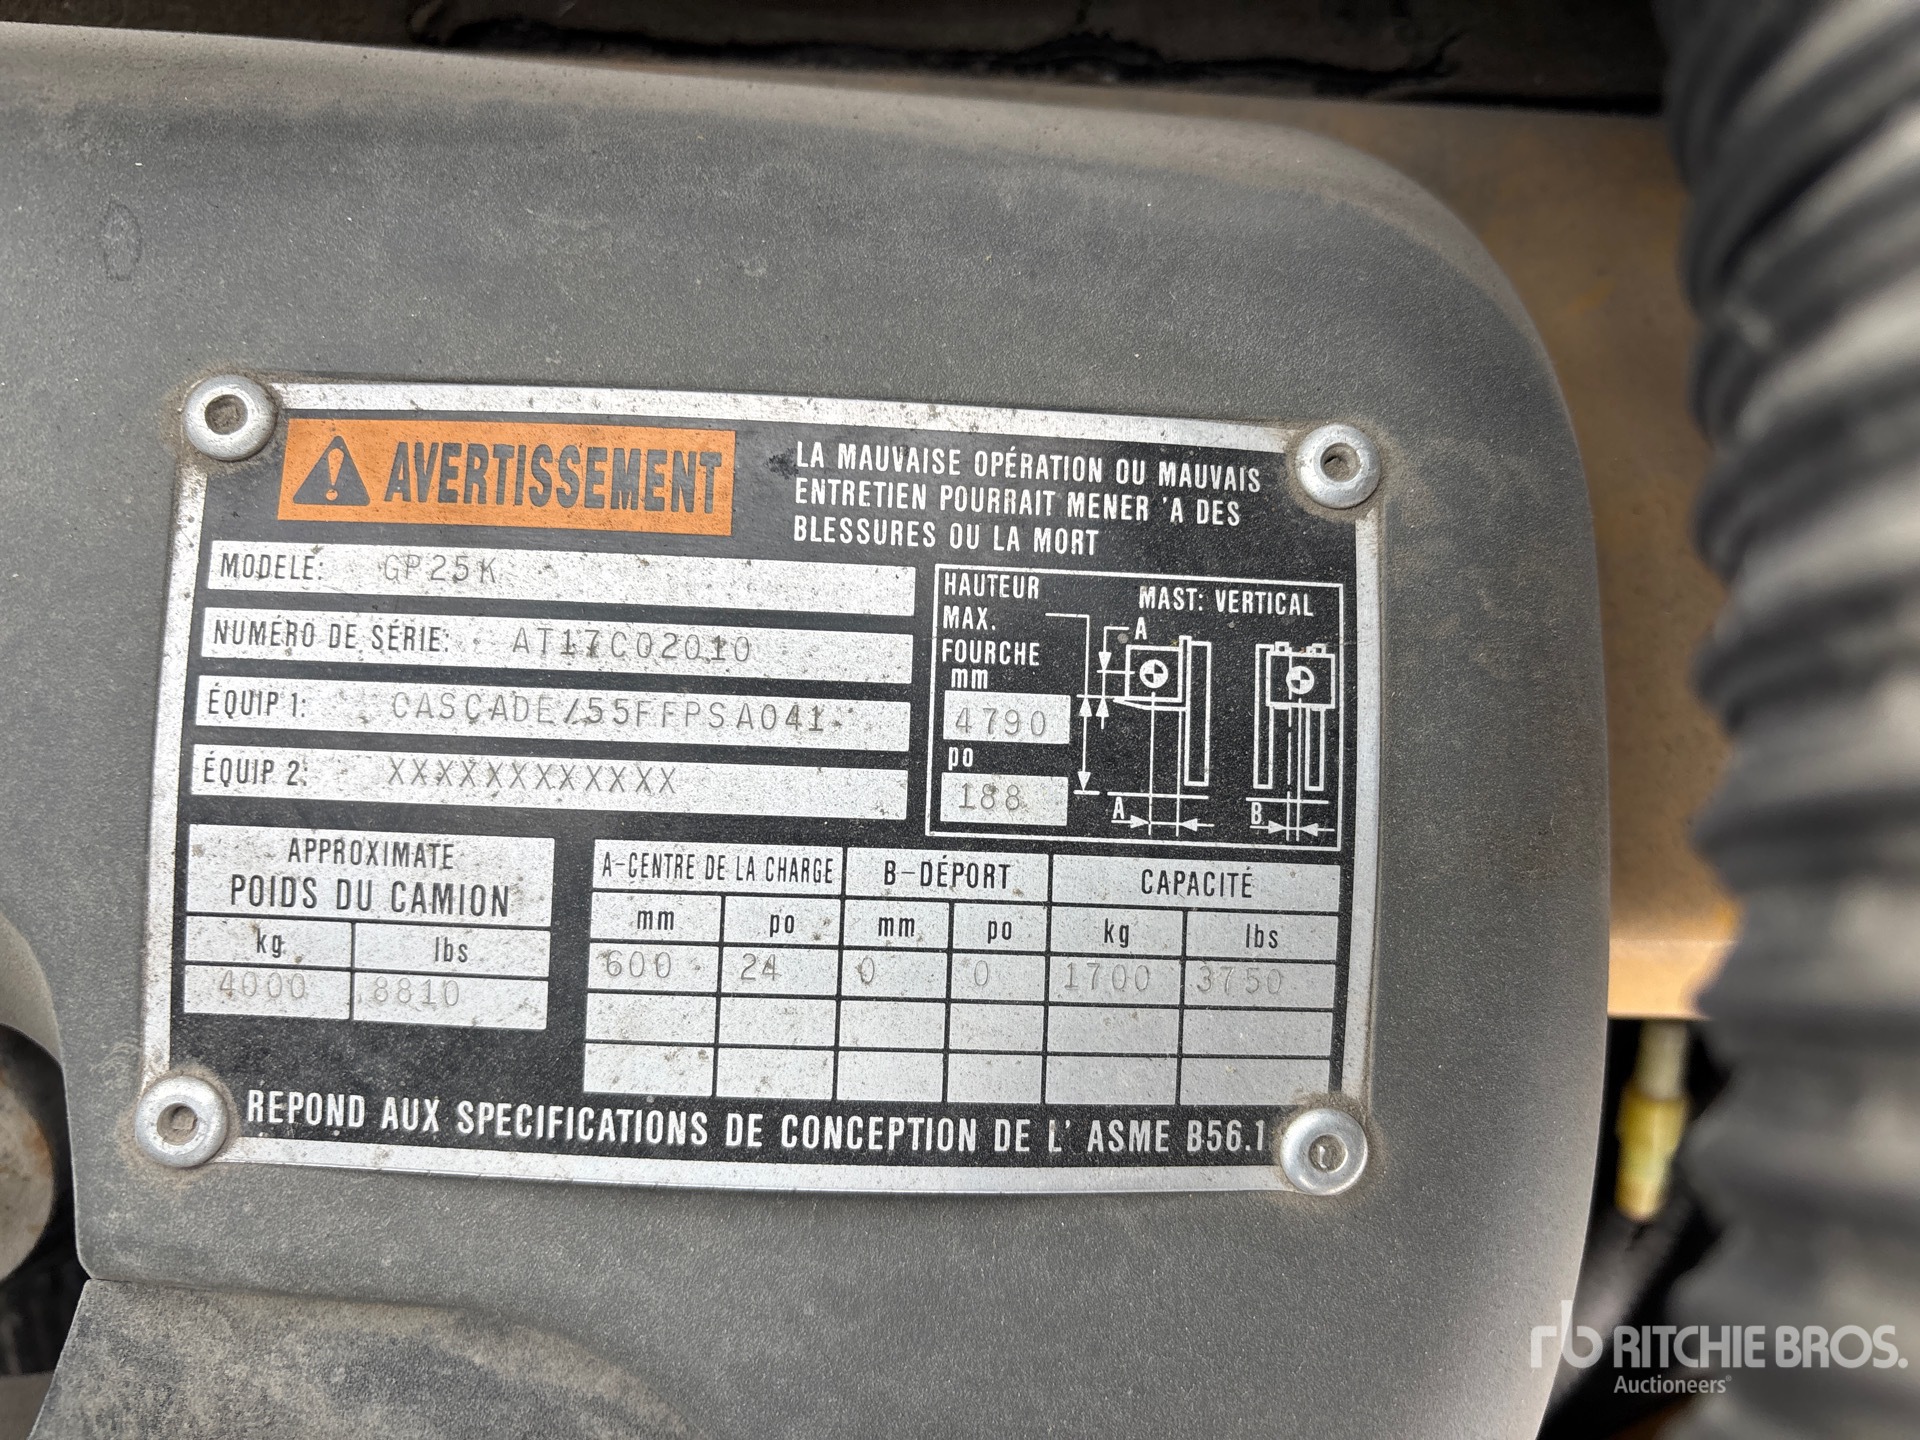 AVERTISSEMENT
LA MAUVAISE OPÉRATION OU MAUVAIS
ENTRETIEN POURRAIT MENER 'A DES
BLESSURES OU LA MORT
MODELE: GP25K
NUMÉRO DE SÉRIE: AT17C02010
ÉQUIP 1: CASCADE/55FFPSA041
ÉQUIP 2: XXXXXXXXXXXX
HAUTEUR
MAX.
FOURCHE
mm
4790
po
188
MAST: VERTICAL
A
A
B
APPROXIMATE
POIDS DU CAMION
kg lbs
4000 8810
A-CENTRE DE LA CHARGE B-DÉPORT CAPACITÉ
mm po mm po kg lbs
600 24 0 0 1700 3750
REPOND AUX SPECIFICATIONS DE CONCEPTION DE L' ASME B56.1
rb RITCHIE BROS.
Auctioneers